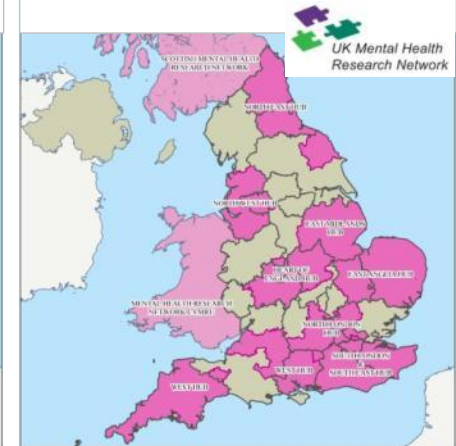 UK Mental Health
Research Network
SCOTTISH MENTAL HEALTH
RESEARCH NETWORK
NORTH EAST HUB
NORTH WEST HUB
EAST MIDLANDS
HUB
HEART OF
ENGLAND HUB
EAST ANGLIA HUB
MENTAL HEALTH RESEARCH
NETWORK CYMRU
NORTH LONDON
HUB
SOUTH LONDON
&
SOUTH EAST HUB
WEST HUB
WEST HUB